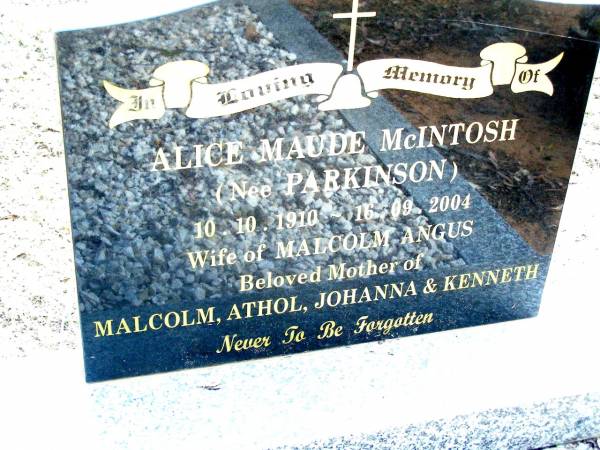 In Loving Memory Of
ALICE MAUDE McINTOSH
(Nee PARKINSON)
10 . 10 . 1910 ~ 16 . 09 . 2004
Wife of MALCOLM ANGUS
Beloved Mother of
MALCOLM, ATHOL, JOHANNA & KENNETH
Never To Be Forgotten